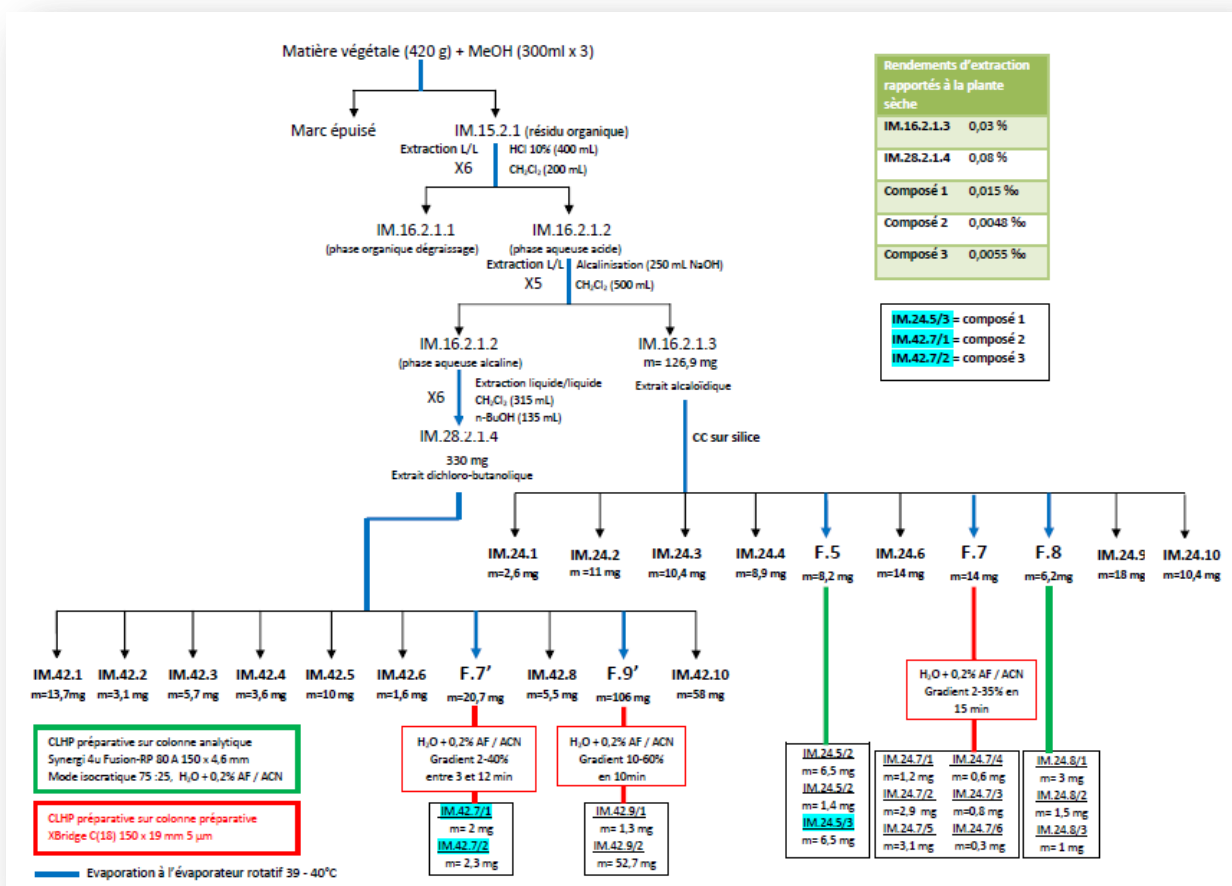 Matière végétale (420 g) + MeOH (300ml x 3)
Marc épuisé
IM.15.2.1 (résidu organique)
Extraction L/L
HCl 10% (400 mL)
X6
CH₂Cl₂ (200 mL)
IM.16.2.1.1
(phase organique dégraissage)
IM.16.2.1.2
(phase aqueuse acide)
Extraction L/L
Alcalinisation (250 mL NaOH)
X5
CH₂Cl₂ (500 mL)
IM.16.2.1.2
(phase aqueuse alcaline)
IM.16.2.1.3
m= 126,9 mg
Extrait alcaloïdique
Extraction liquide/liquide
X6
CH₂Cl₂ (315 mL)
n-BuOH (135 mL)
IM.28.2.1.4
330 mg
Extrait dichloro-butanolique
CC sur silice
Rendements d'extraction
rapportés à la plante
sèche
IM.16.2.1.3 0,03 %
IM.28.2.1.4 0,08 %
Composé 1 0,015 ‰
Composé 2 0,0048 ‰
Composé 3 0,0055 ‰
IM.24.5/3 = composé 1
IM.42.7/1 = composé 2
IM.42.7/2 = composé 3
IM.24.1 IM.24.2 IM.24.3 IM.24.4 F.5 IM.24.6 F.7 F.8 IM.24.9 IM.24.10
m=2,6 mg m =11 mg m=10,4 mg m=8,9 mg m=8,2 mg m=14 mg m=14 mg m=6,2mg m=18 mg m=10,4 mg
IM.42.1 IM.42.2 IM.42.3 IM.42.4 IM.42.5 IM.42.6 F.7' IM.42.8 F.9' IM.42.10
m=13,7mg m=3,1 mg m=5,7 mg m=3,6 mg m=10 mg m=1,6 mg m=20,7 mg m=5,5 mg m=106 mg m=58 mg
H₂O + 0,2% AF / ACN
Gradient 2-35% en
15 min
CLHP préparative sur colonne analytique
Synergi 4u Fusion-RP 80 A 150 x 4,6 mm
Mode isocratique 75 :25, H₂O + 0,2% AF / ACN
H₂O + 0,2% AF / ACN
Gradient 2-40%
entre 3 et 12 min
H₂O + 0,2% AF / ACN
Gradient 10-60%
en 10min
CLHP préparative sur colonne préparative
XBridge C(18) 150 x 19 mm 5 µm
Evaporation à l'évaporateur rotatif 39 - 40°C
IM.42.7/1
m= 2 mg
IM.42.7/2
m= 2,3 mg
IM.42.9/1
m= 1,3 mg
IM.42.9/2
m= 52,7 mg
IM.24.5/2
m= 6,5 mg
IM.24.5/2
m= 1,4 mg
IM.24.5/3
m= 6,5 mg
IM.24.7/1 IM.24.7/4
m=1,2 mg m= 0,6 mg
IM.24.7/2 IM.24.7/3
m= 2,9 mg m=0,8 mg
IM.24.7/5 IM.24.7/6
m=3,1 mg m=0,3 mg
IM.24.8/1
m= 3 mg
IM.24.8/2
m= 1,5 mg
IM.24.8/3
m= 1 mg